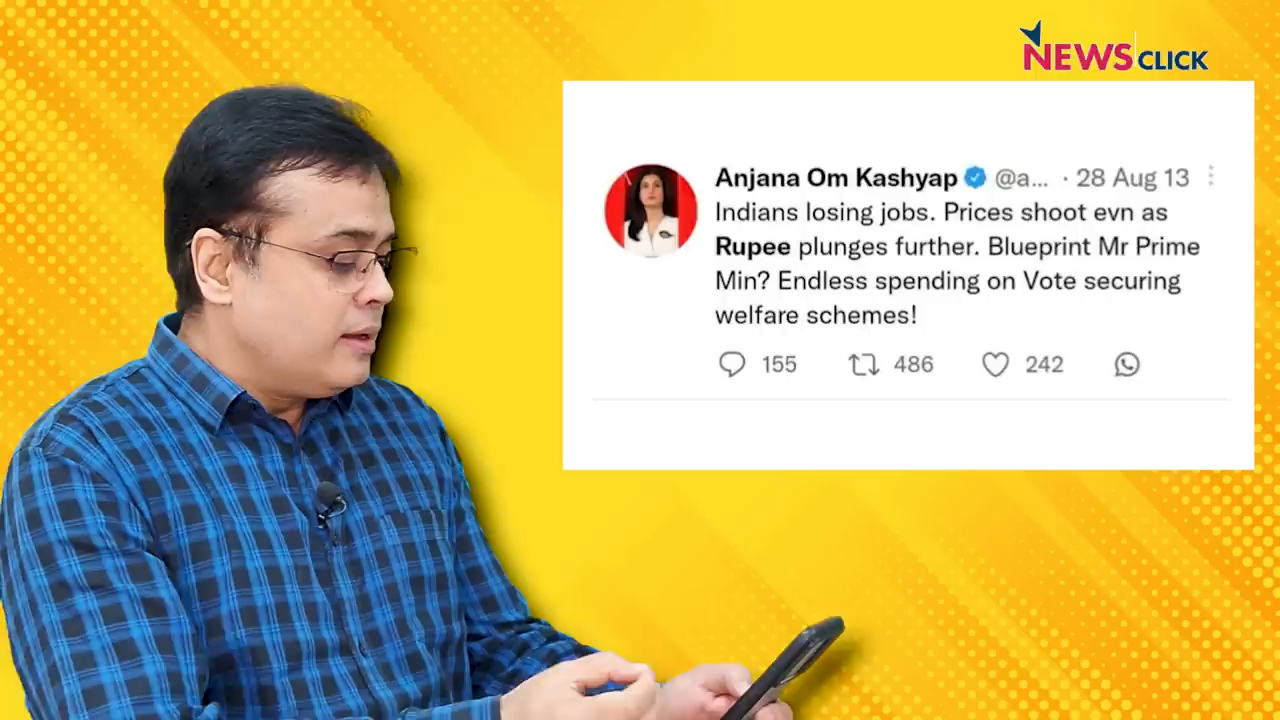 NEWSCLICK
Anjana Om Kashyap @a... · 28 Aug 13
Indians losing jobs. Prices shoot evn as
Rupee plunges further. Blueprint Mr Prime
Min? Endless spending on Vote securing
welfare schemes!
155 486 242